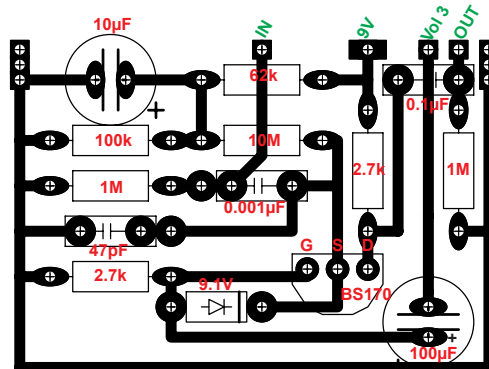 10µF
IN
9V
Vol 3
OUT
62k
0.1µF
100k
10M
2.7k
1M
1M
0.001µF
47pF
G S D
2.7k
9.1V
BS170
+
100µF
+